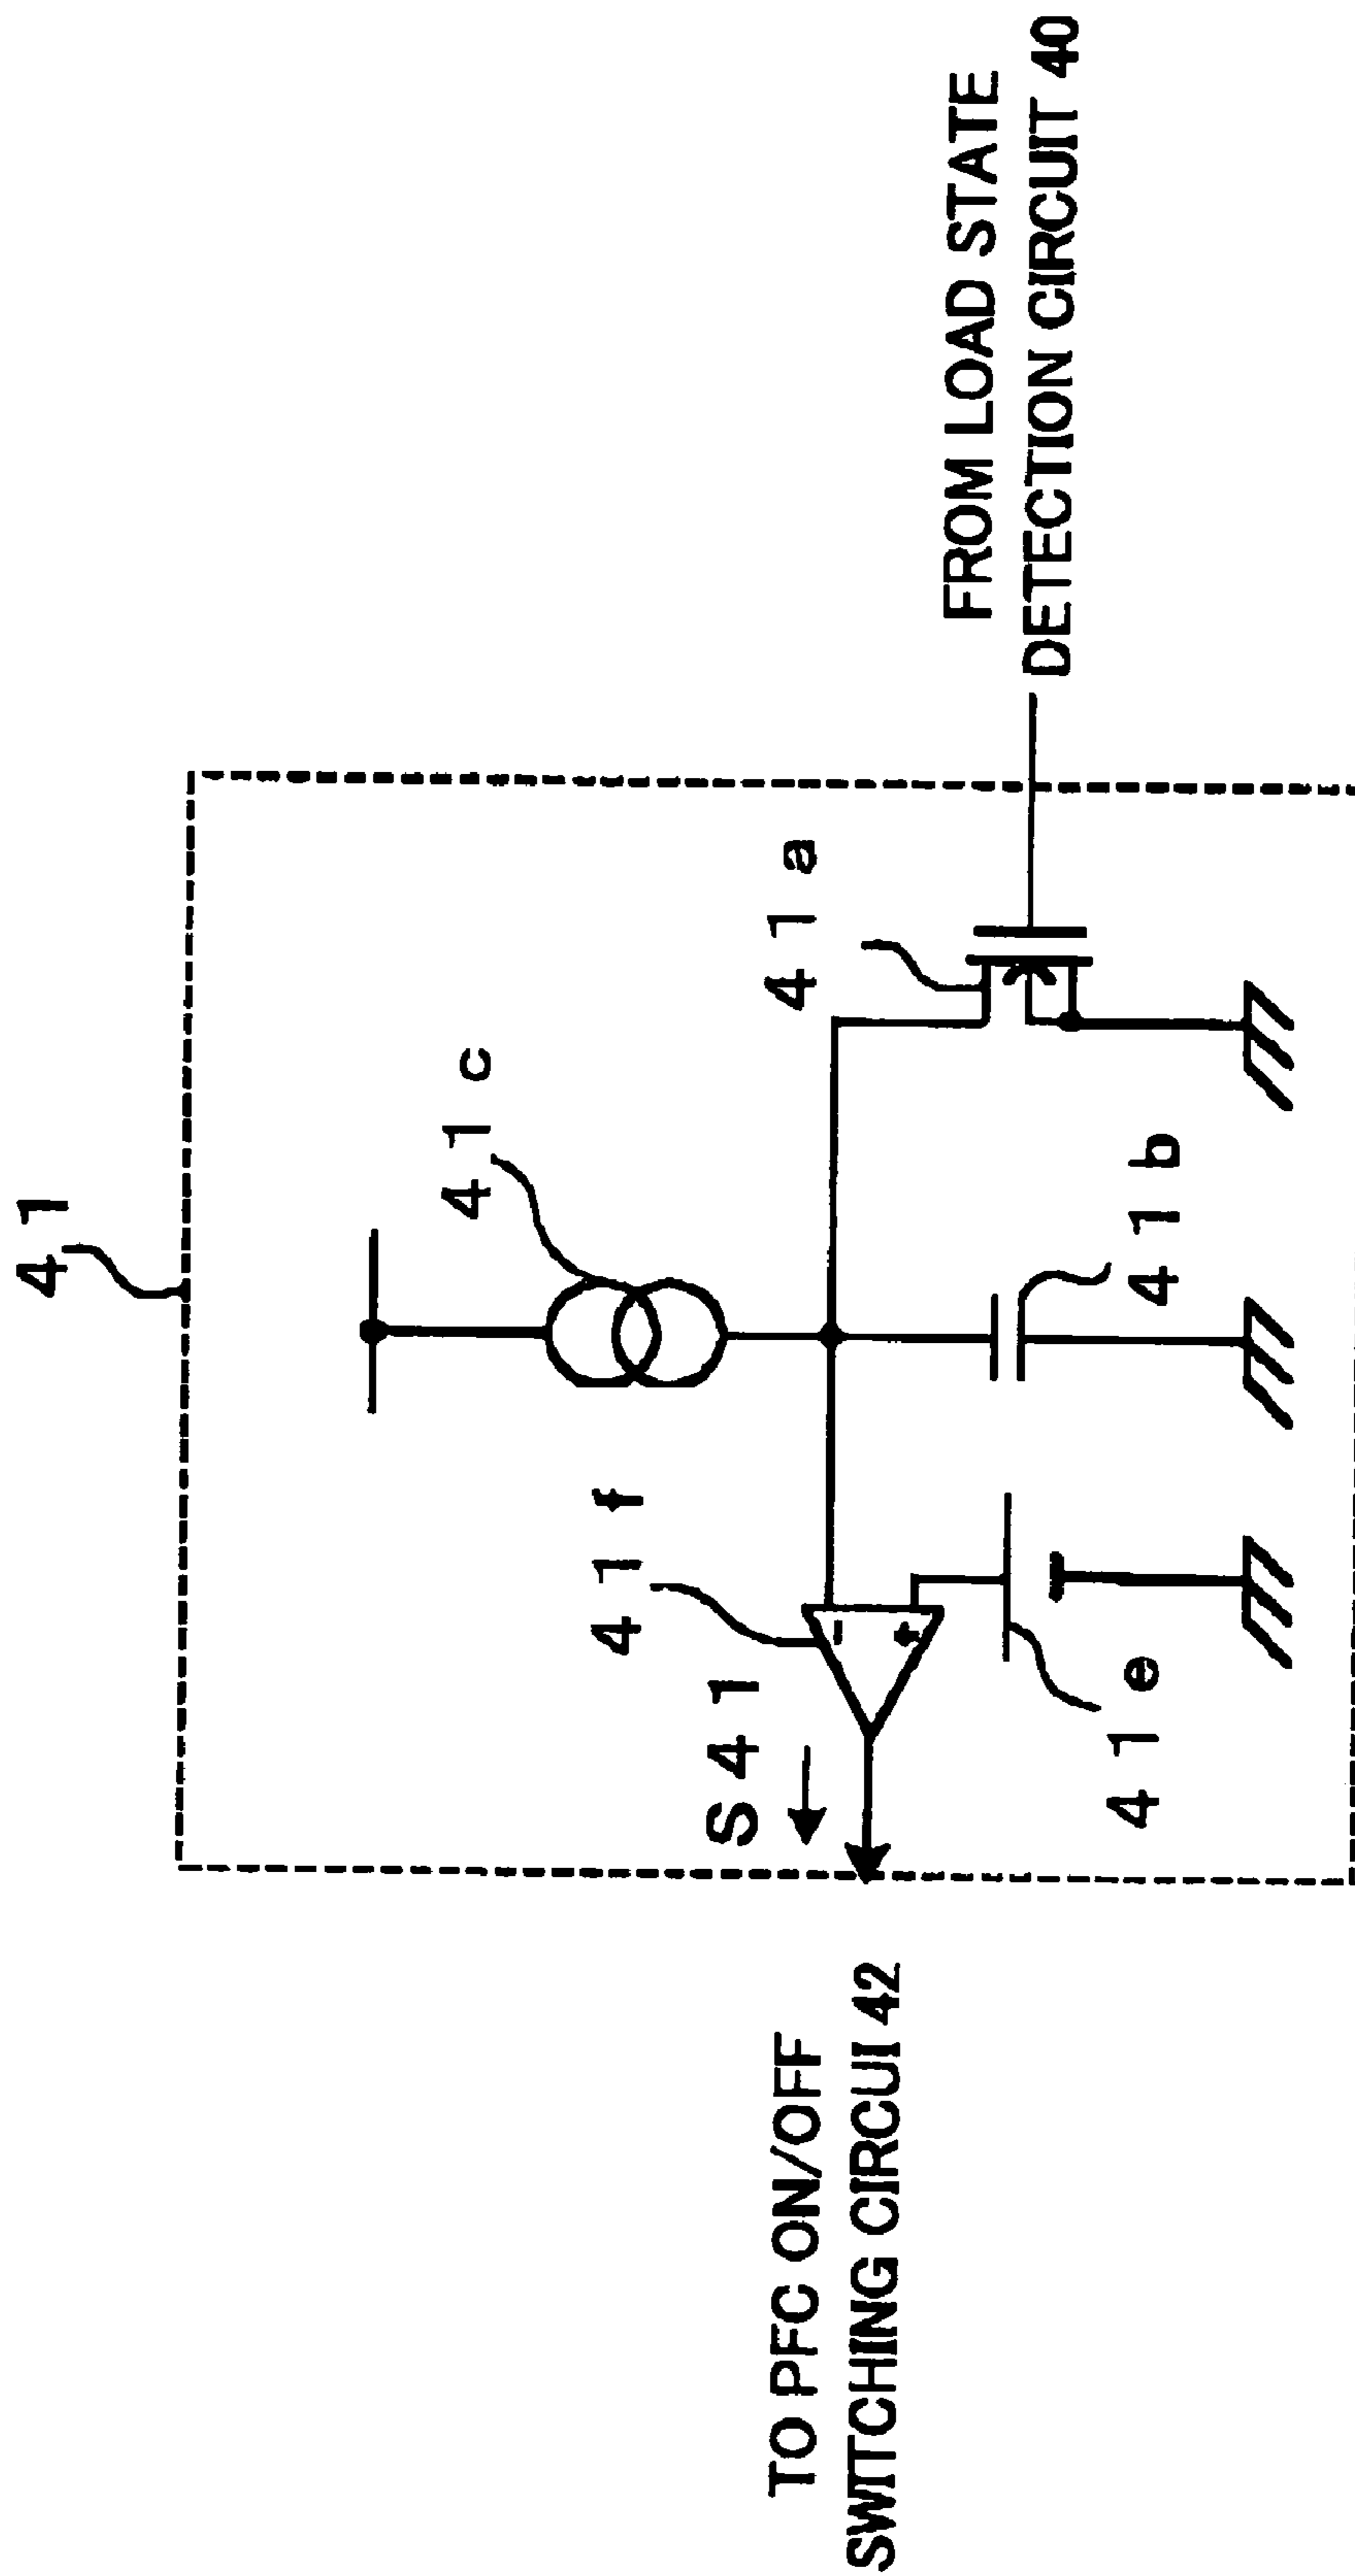 41
41c
41f
41a
S41
41e
41b
TO PFC ON/OFF
SWITCHING CIRCUI 42
FROM LOAD STATE
DETECTION CIRCUIT 40
-
+